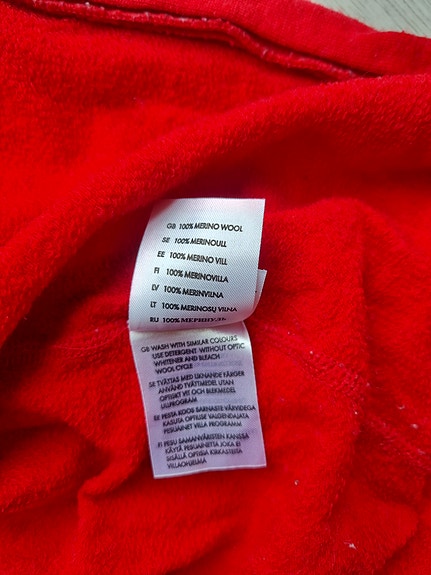 GB 100% MERINO WOOL
SE 100% MERINOULL
EE 100% MERINO VILL
FI 100% MERINOVILLA
LV 100% MERINVILNA
LT 100% MERINOSŲ VILNA
RU 100%
GB WASH WITH SIMILAR COLOURS
USE DETERGENT WITHOUT OPTIC
WHITENER AND BLEACH
WOOL CYCLE
SE TVÄTTAS MED LIKNANDE FÄRGER
ANVÄND TVÄTTMEDEL UTAN
OPTISKT VIT OCH BLEKMEDEL
ULLPROGRAM
EE PESTA KOOS SARNASTE VÄRVIDEGA
KASUTA OPTILISE VALGENDAJATA
PESUAINET VILLA PROGRAMM
FI PESU SAMANVÄRISTEN KANSSA
KÄYTÄ PESUAINETTA JOKA EI
SISÄLLÄ OPTISIA KIRKASTEITA
VILLAOHJELMA